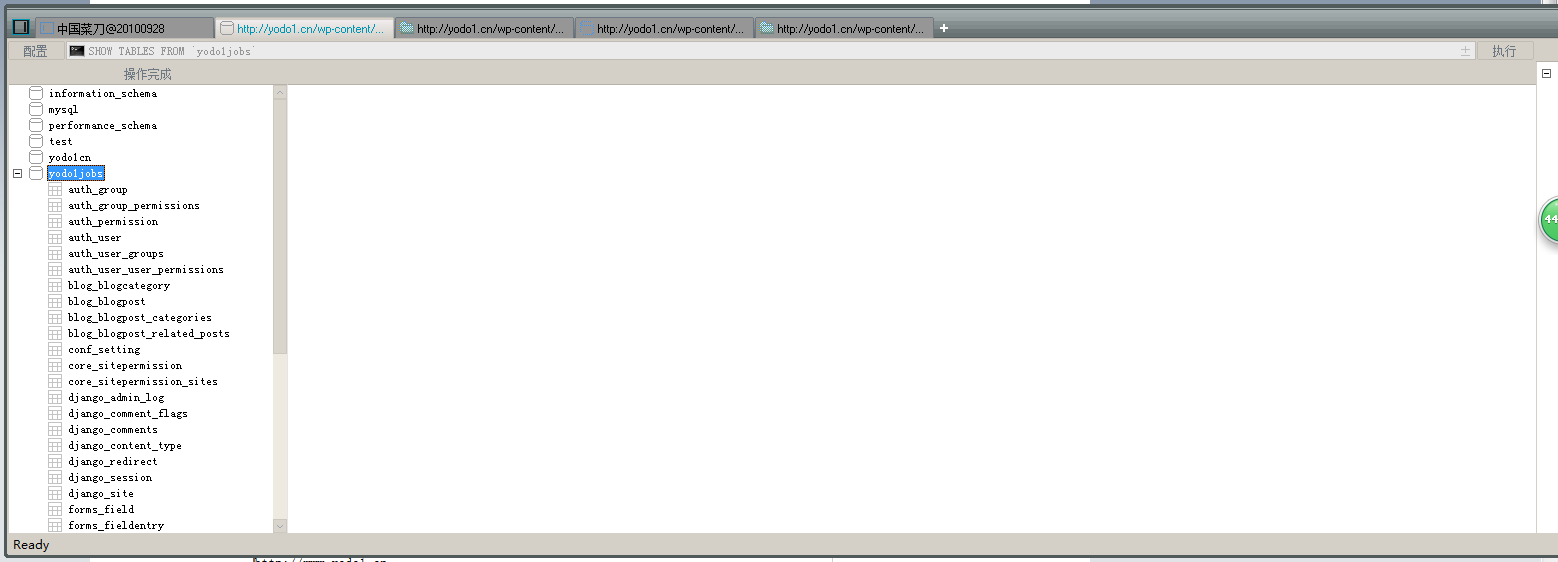 中国菜刀@20100928
http://yodo1.cn/wp-content/...
http://yodo1.cn/wp-content/...
http://yodo1.cn/wp-content/...
http://yodo1.cn/wp-content/...
配置
SHOW TABLES FROM `yodo1jobs`
执行
操作完成
information_schema
mysql
performance_schema
test
yodo1cn
yodo1jobs
auth_group
auth_group_permissions
auth_permission
auth_user
auth_user_groups
auth_user_user_permissions
blog_blogcategory
blog_blogpost
blog_blogpost_categories
blog_blogpost_related_posts
conf_setting
core_sitepermission
core_sitepermission_sites
django_admin_log
django_comment_flags
django_comments
django_content_type
django_redirect
django_session
django_site
forms_field
forms_fieldentry
44
Ready